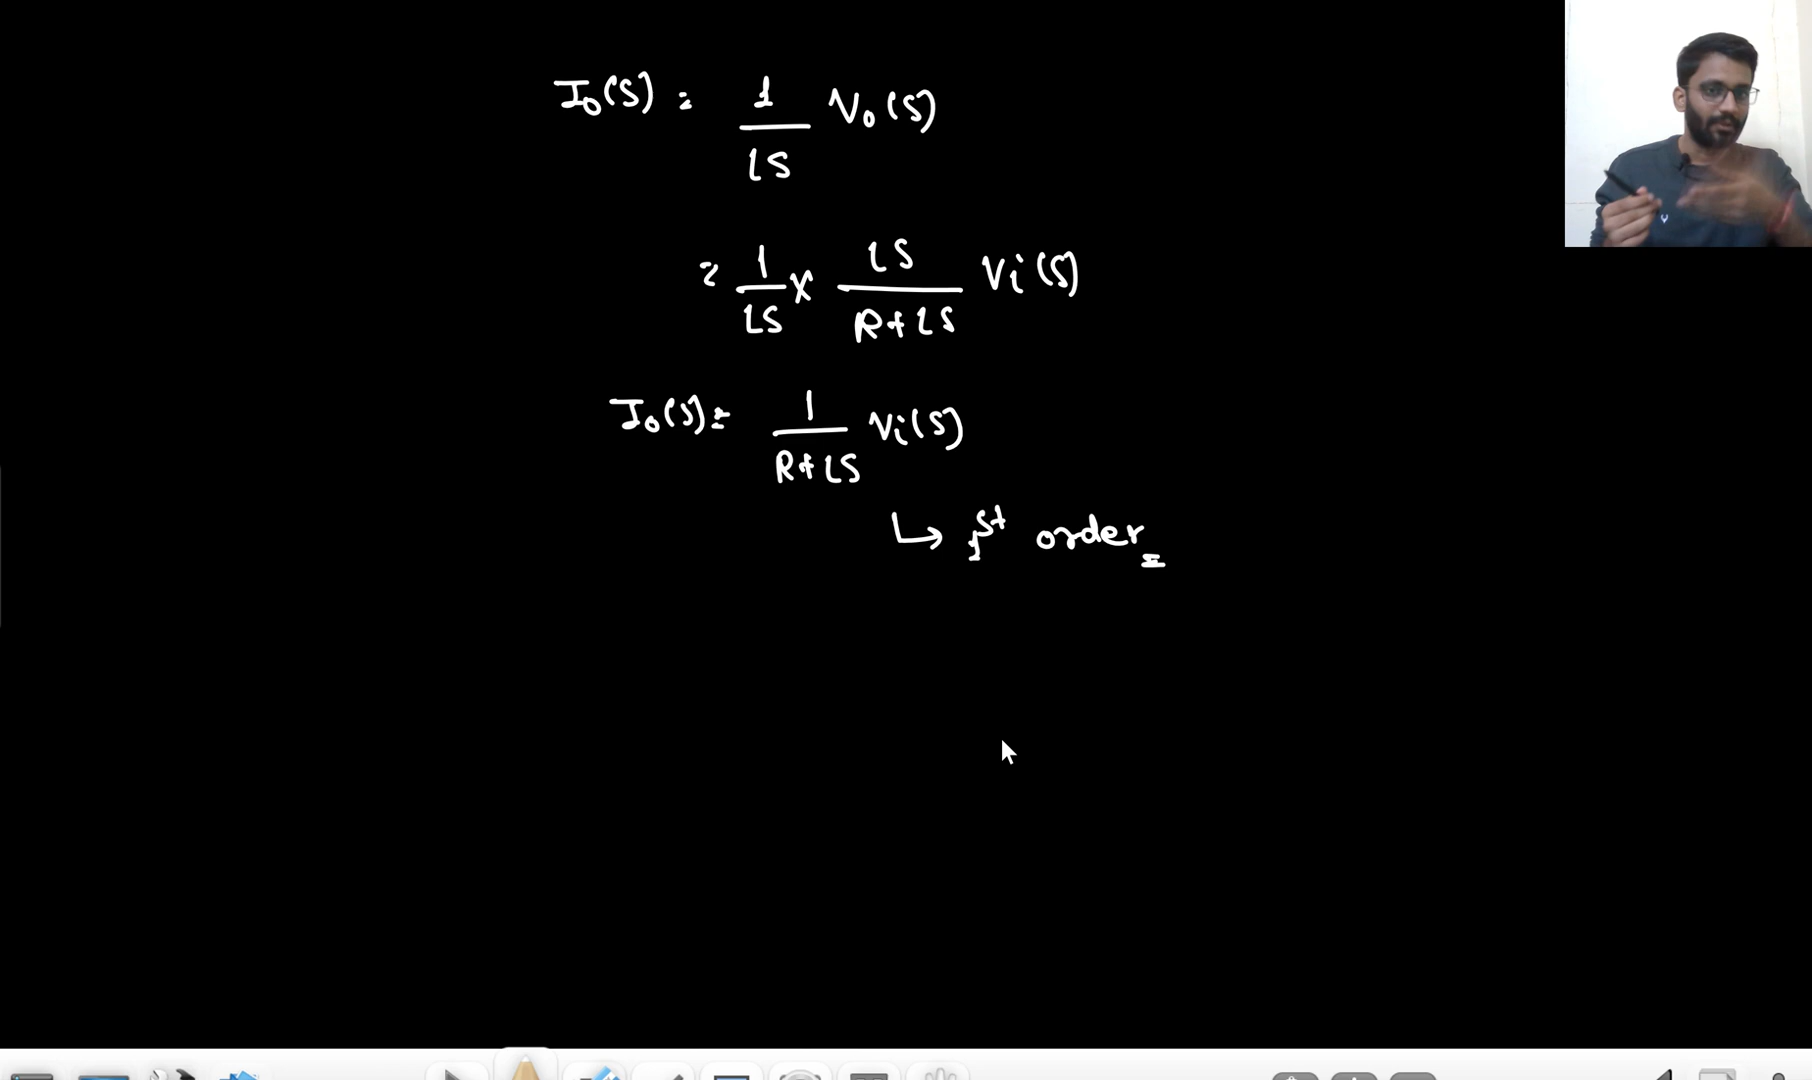 I₀(S) = 1/LS V₀(S)
= 1/LS × LS/R+LS Vi(S)
I₀(S) = 1/R+LS Vi(S)
↳ 1st order